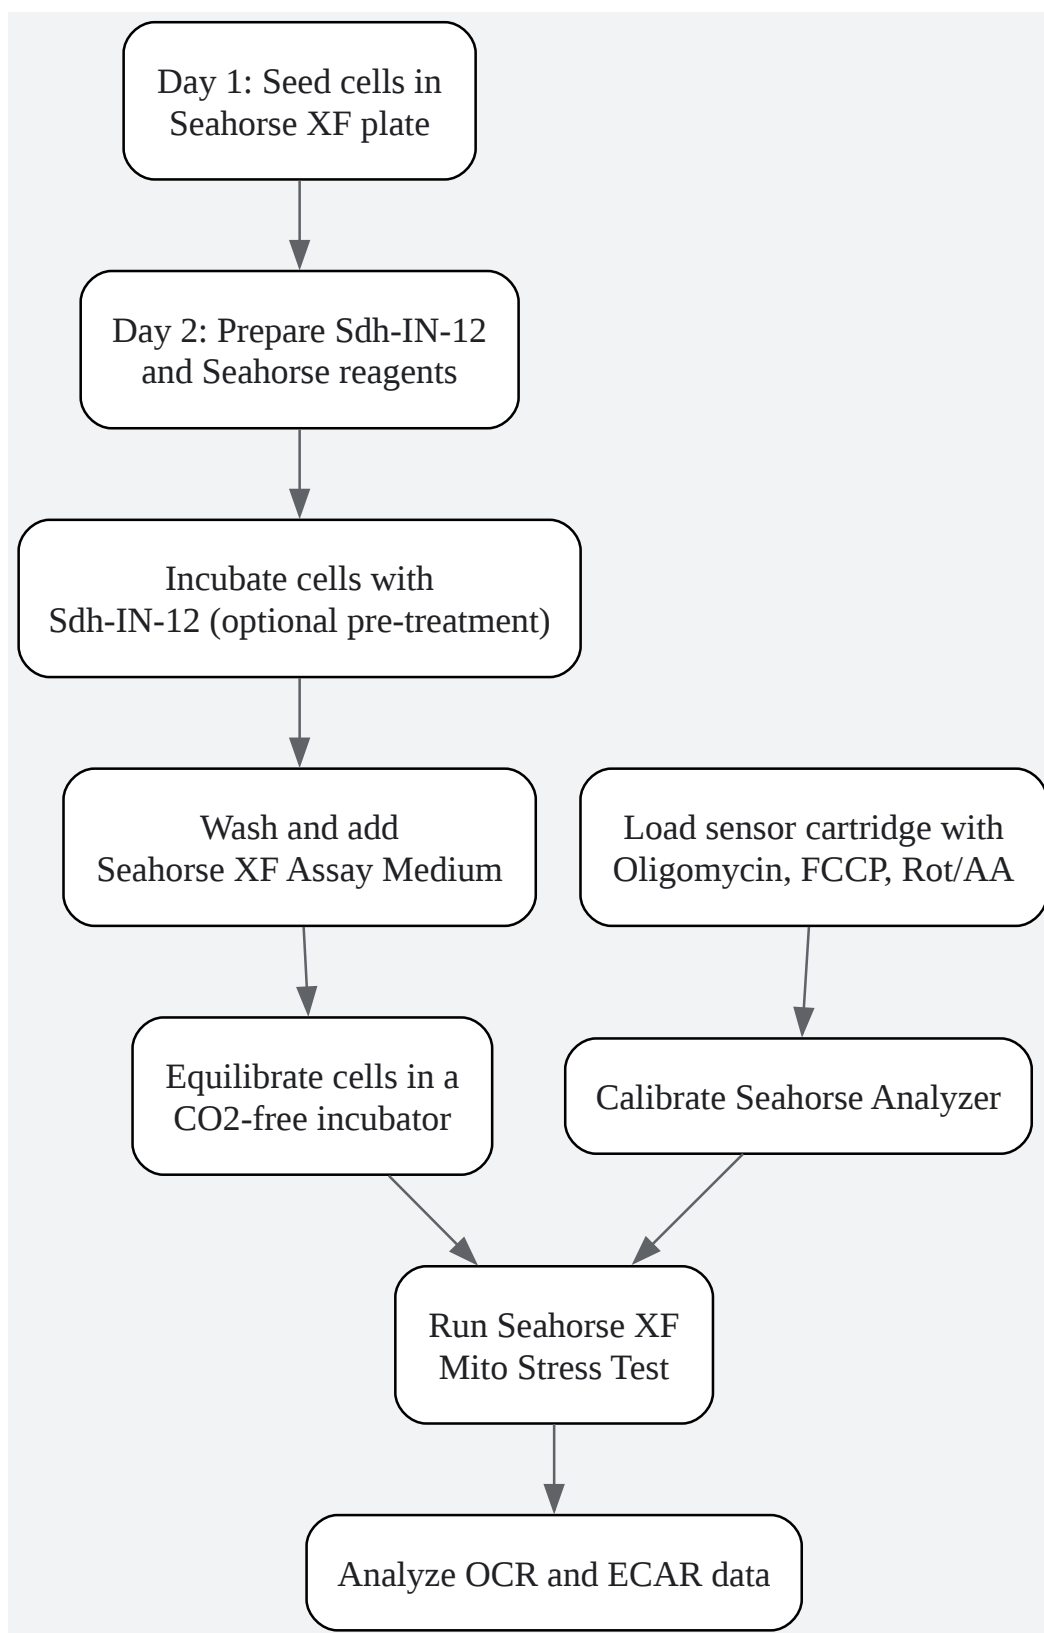 Day 1: Seed cells in
Seahorse XF plate
Day 2: Prepare Sdh-IN-12
and Seahorse reagents
Incubate cells with
Sdh-IN-12 (optional pre-treatment)
Wash and add
Seahorse XF Assay Medium
Load sensor cartridge with
Oligomycin, FCCP, Rot/AA
Equilibrate cells in a
CO2-free incubator
Calibrate Seahorse Analyzer
Run Seahorse XF
Mito Stress Test
Analyze OCR and ECAR data